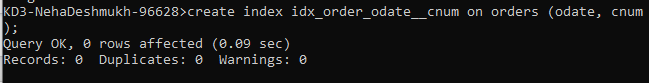 KD3-NehaDeshmukh-96628>create index idx_order_odate__cnum on orders (odate, cnum
);
Query OK, 0 rows affected (0.09 sec)
Records: 0  Duplicates: 0  Warnings: 0